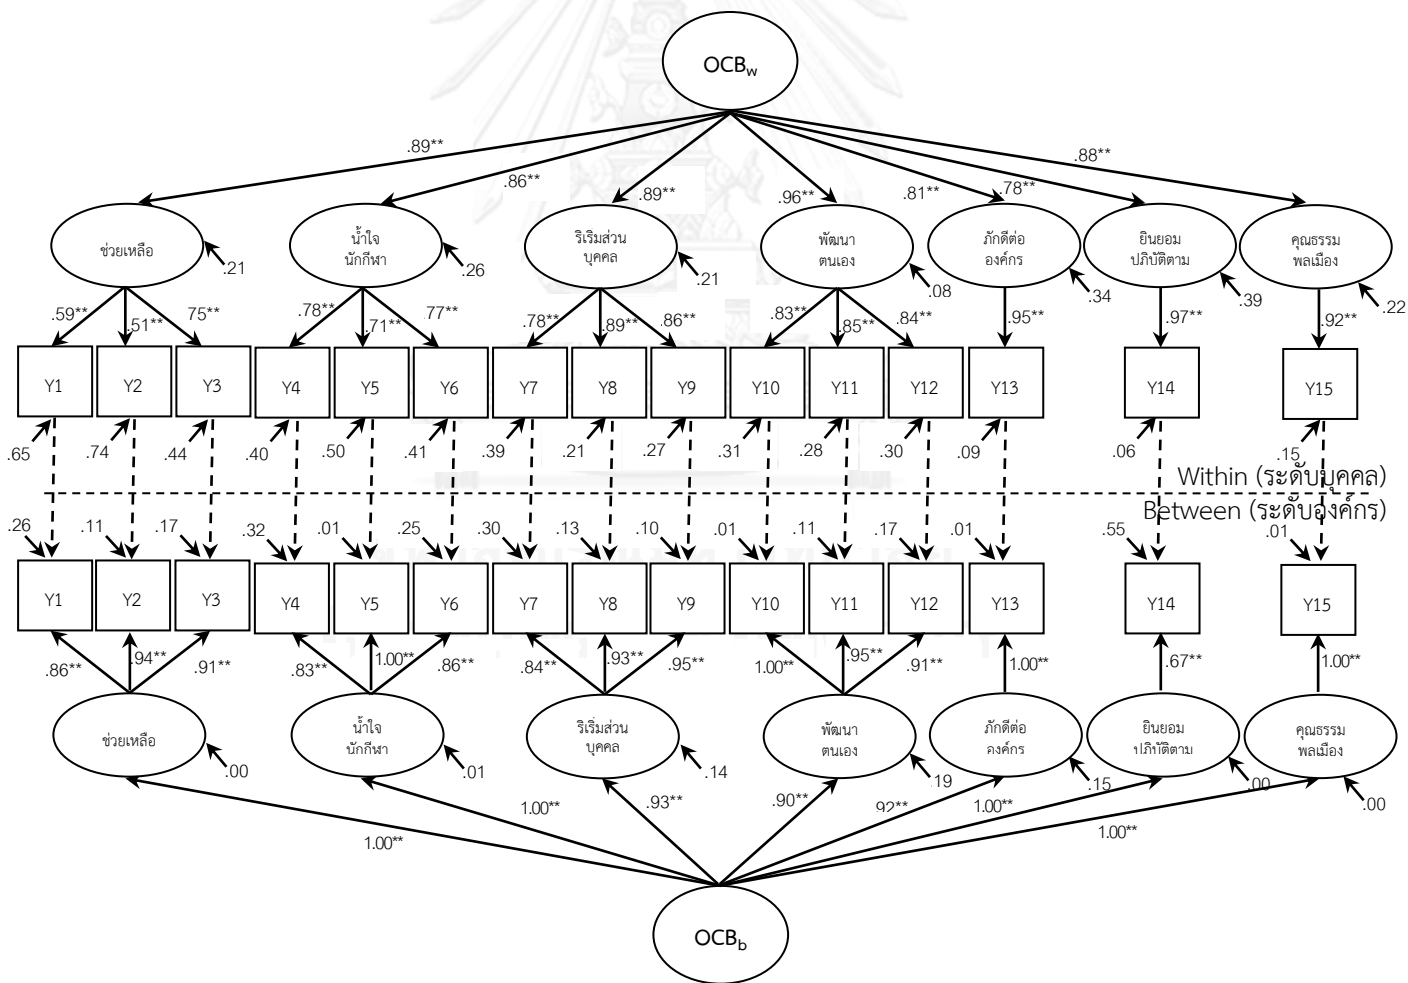 OCBw
.89**
.86**
.89**
.96**
.81**
.78**
.88**
ช่วยเหลือ
.21
น้ำใจ
นักกีฬา
.26
ริเริ่มส่วน
บุคคล
.21
พัฒนา
ตนเอง
.08
ภักดีต่อ
องค์กร
.34
ยินยอม
ปฏิบัติตาม
.39
คุณธรรม
พลเมือง
.22
.59** .51** .75** .78** .71** .77** .78** .89** .86** .83** .85** .84** .95** .97** .92**
Y1 Y2 Y3 Y4 Y5 Y6 Y7 Y8 Y9 Y10 Y11 Y12 Y13 Y14 Y15
.65 .74 .44 .40 .50 .41 .39 .21 .27 .31 .28 .30 .09 .06 .15
Within (ระดับบุคคล)
Between (ระดับองค์กร)
.26 .11 .17 .32 .01 .25 .30 .13 .10 .01 .11 .17 .01 .55 .01
Y1 Y2 Y3 Y4 Y5 Y6 Y7 Y8 Y9 Y10 Y11 Y12 Y13 Y14 Y15
.86** .94** .91** .83** 1.00** .86** .84** .93** .95** 1.00** .95** .91** 1.00** .67** 1.00**
ช่วยเหลือ
.00
น้ำใจ
นักกีฬา
.01
ริเริ่มส่วน
บุคคล
.14
พัฒนา
ตนเอง
.19
ภักดีต่อ
องค์กร
.15
ยินยอม
ปฏิบัติตาม
.00
คุณธรรม
พลเมือง
.00
1.00**
1.00**
.93**
.90**
.92**
1.00**
1.00**
OCBb